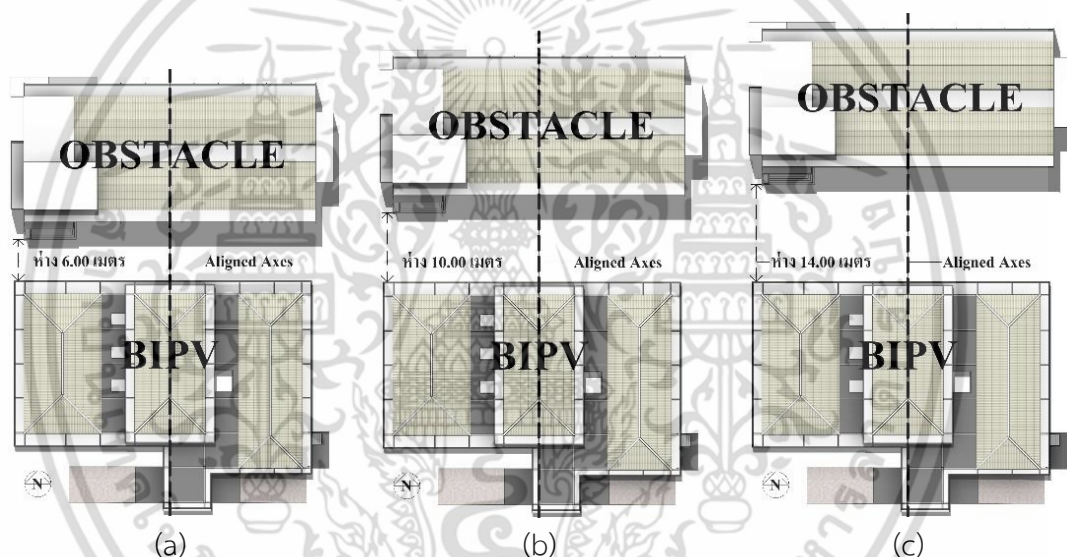 OBSTACLE
ห่าง 6.00 เมตร
Aligned Axes
BIPV
N
(a)
OBSTACLE
ห่าง 10.00 เมตร
Aligned Axes
BIPV
N
(b)
OBSTACLE
ห่าง 14.00 เมตร
Aligned Axes
BIPV
N
(c)